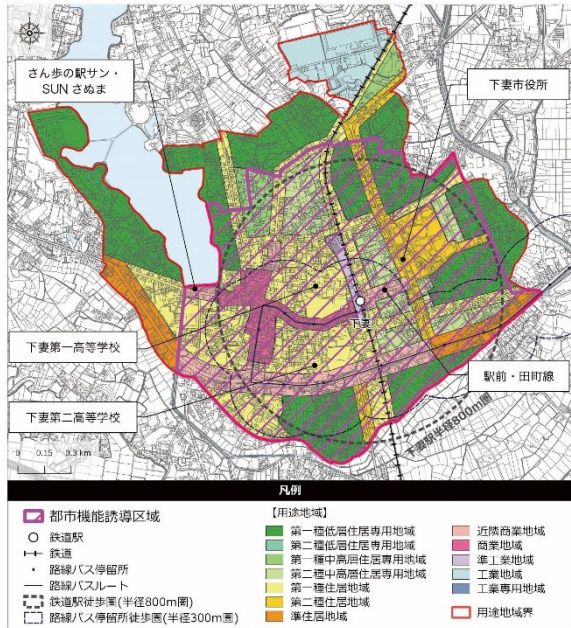 さん歩の駅サン・
SUN さぬま
下妻市役所
下妻
下妻第一高等学校
下妻第二高等学校
駅前・田町線
下妻駅半径800m圏
0 0.15 0.3 km
凡例
都市機能誘導区域
鉄道駅
鉄道
路線バス停留所
路線バスルート
鉄道駅徒歩圏(半径800m圏)
路線バス停留所徒歩圏(半径300m圏)
【用途地域】
第一種低層住居専用地域
第二種低層住居専用地域
第一種中高層住居専用地域
第二種中高層住居専用地域
第一種住居地域
第二種住居地域
準住居地域
近隣商業地域
商業地域
準工業地域
工業地域
工業専用地域
用途地域界